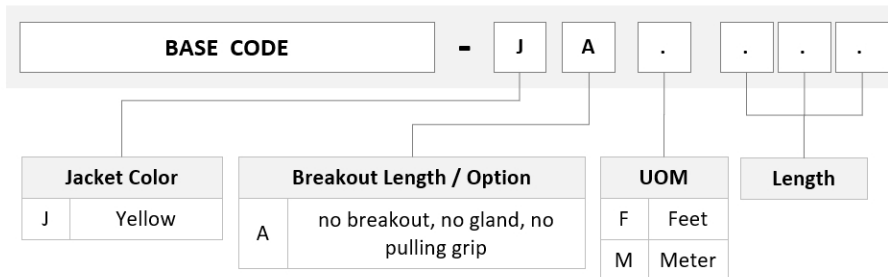 BASE CODE - J A . . . .
Jacket Color
J Yellow
Breakout Length / Option
A no breakout, no gland, no
pulling grip
UOM
F Feet
M Meter
Length